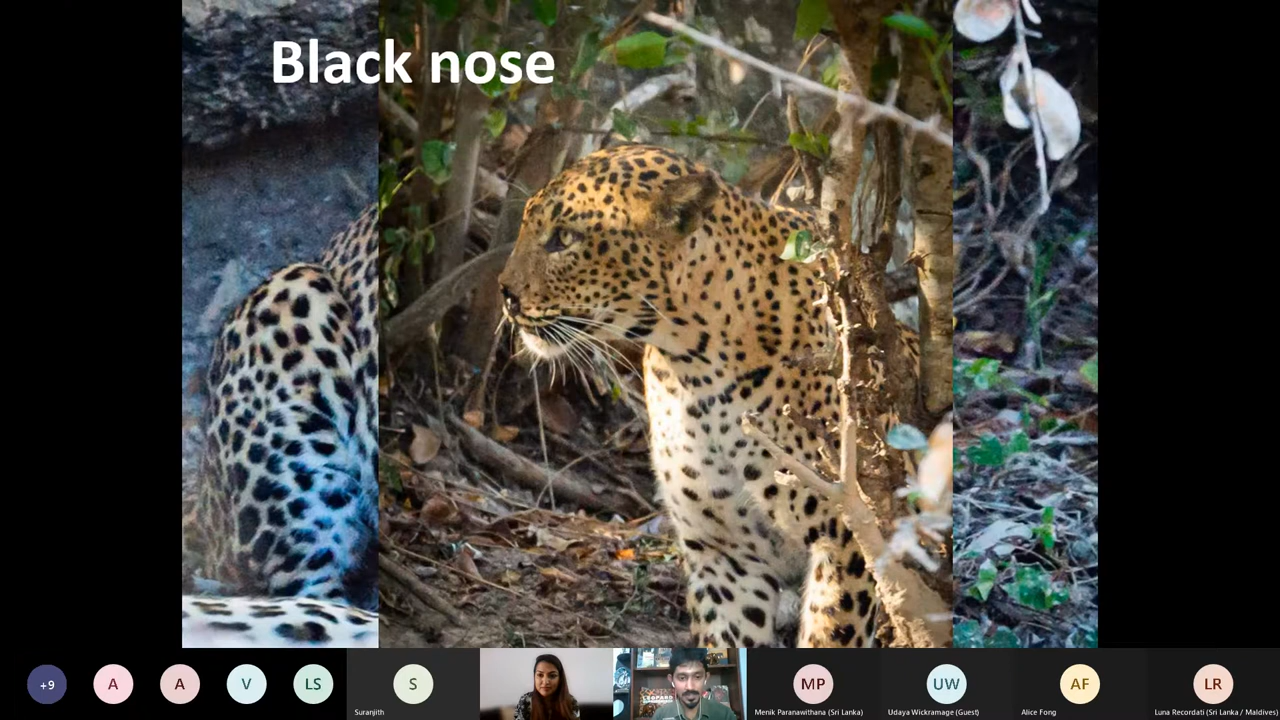 Black nose
+9
A
A
V
LS
S
Suranjith
MP
Menik Paranawithana (Sri Lanka)
UW
Udaya Wickramage (Guest)
AF
Alice Fong
LR
Luna Recordati (Sri Lanka / Maldives)